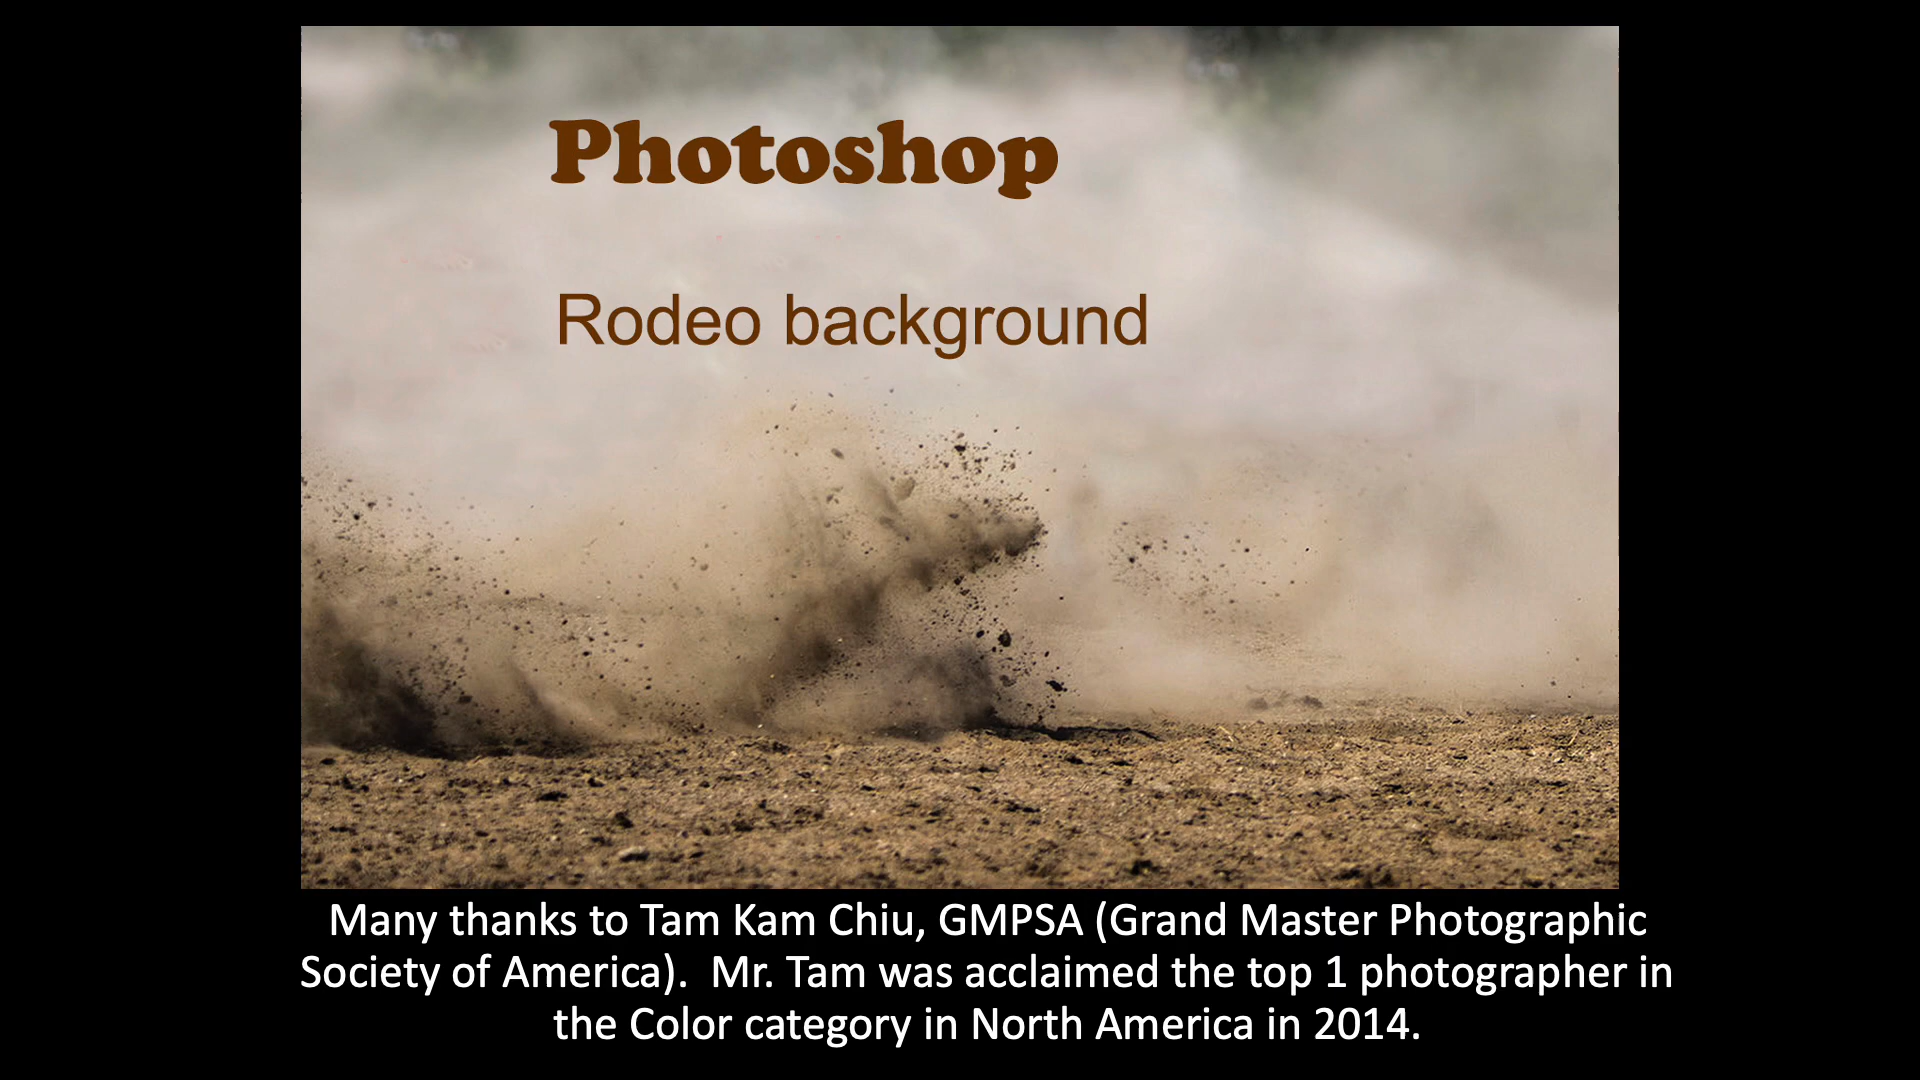 Photoshop
Rodeo background
Many thanks to Tam Kam Chiu, GMPSA (Grand Master Photographic
Society of America).  Mr. Tam was acclaimed the top 1 photographer in
the Color category in North America in 2014.